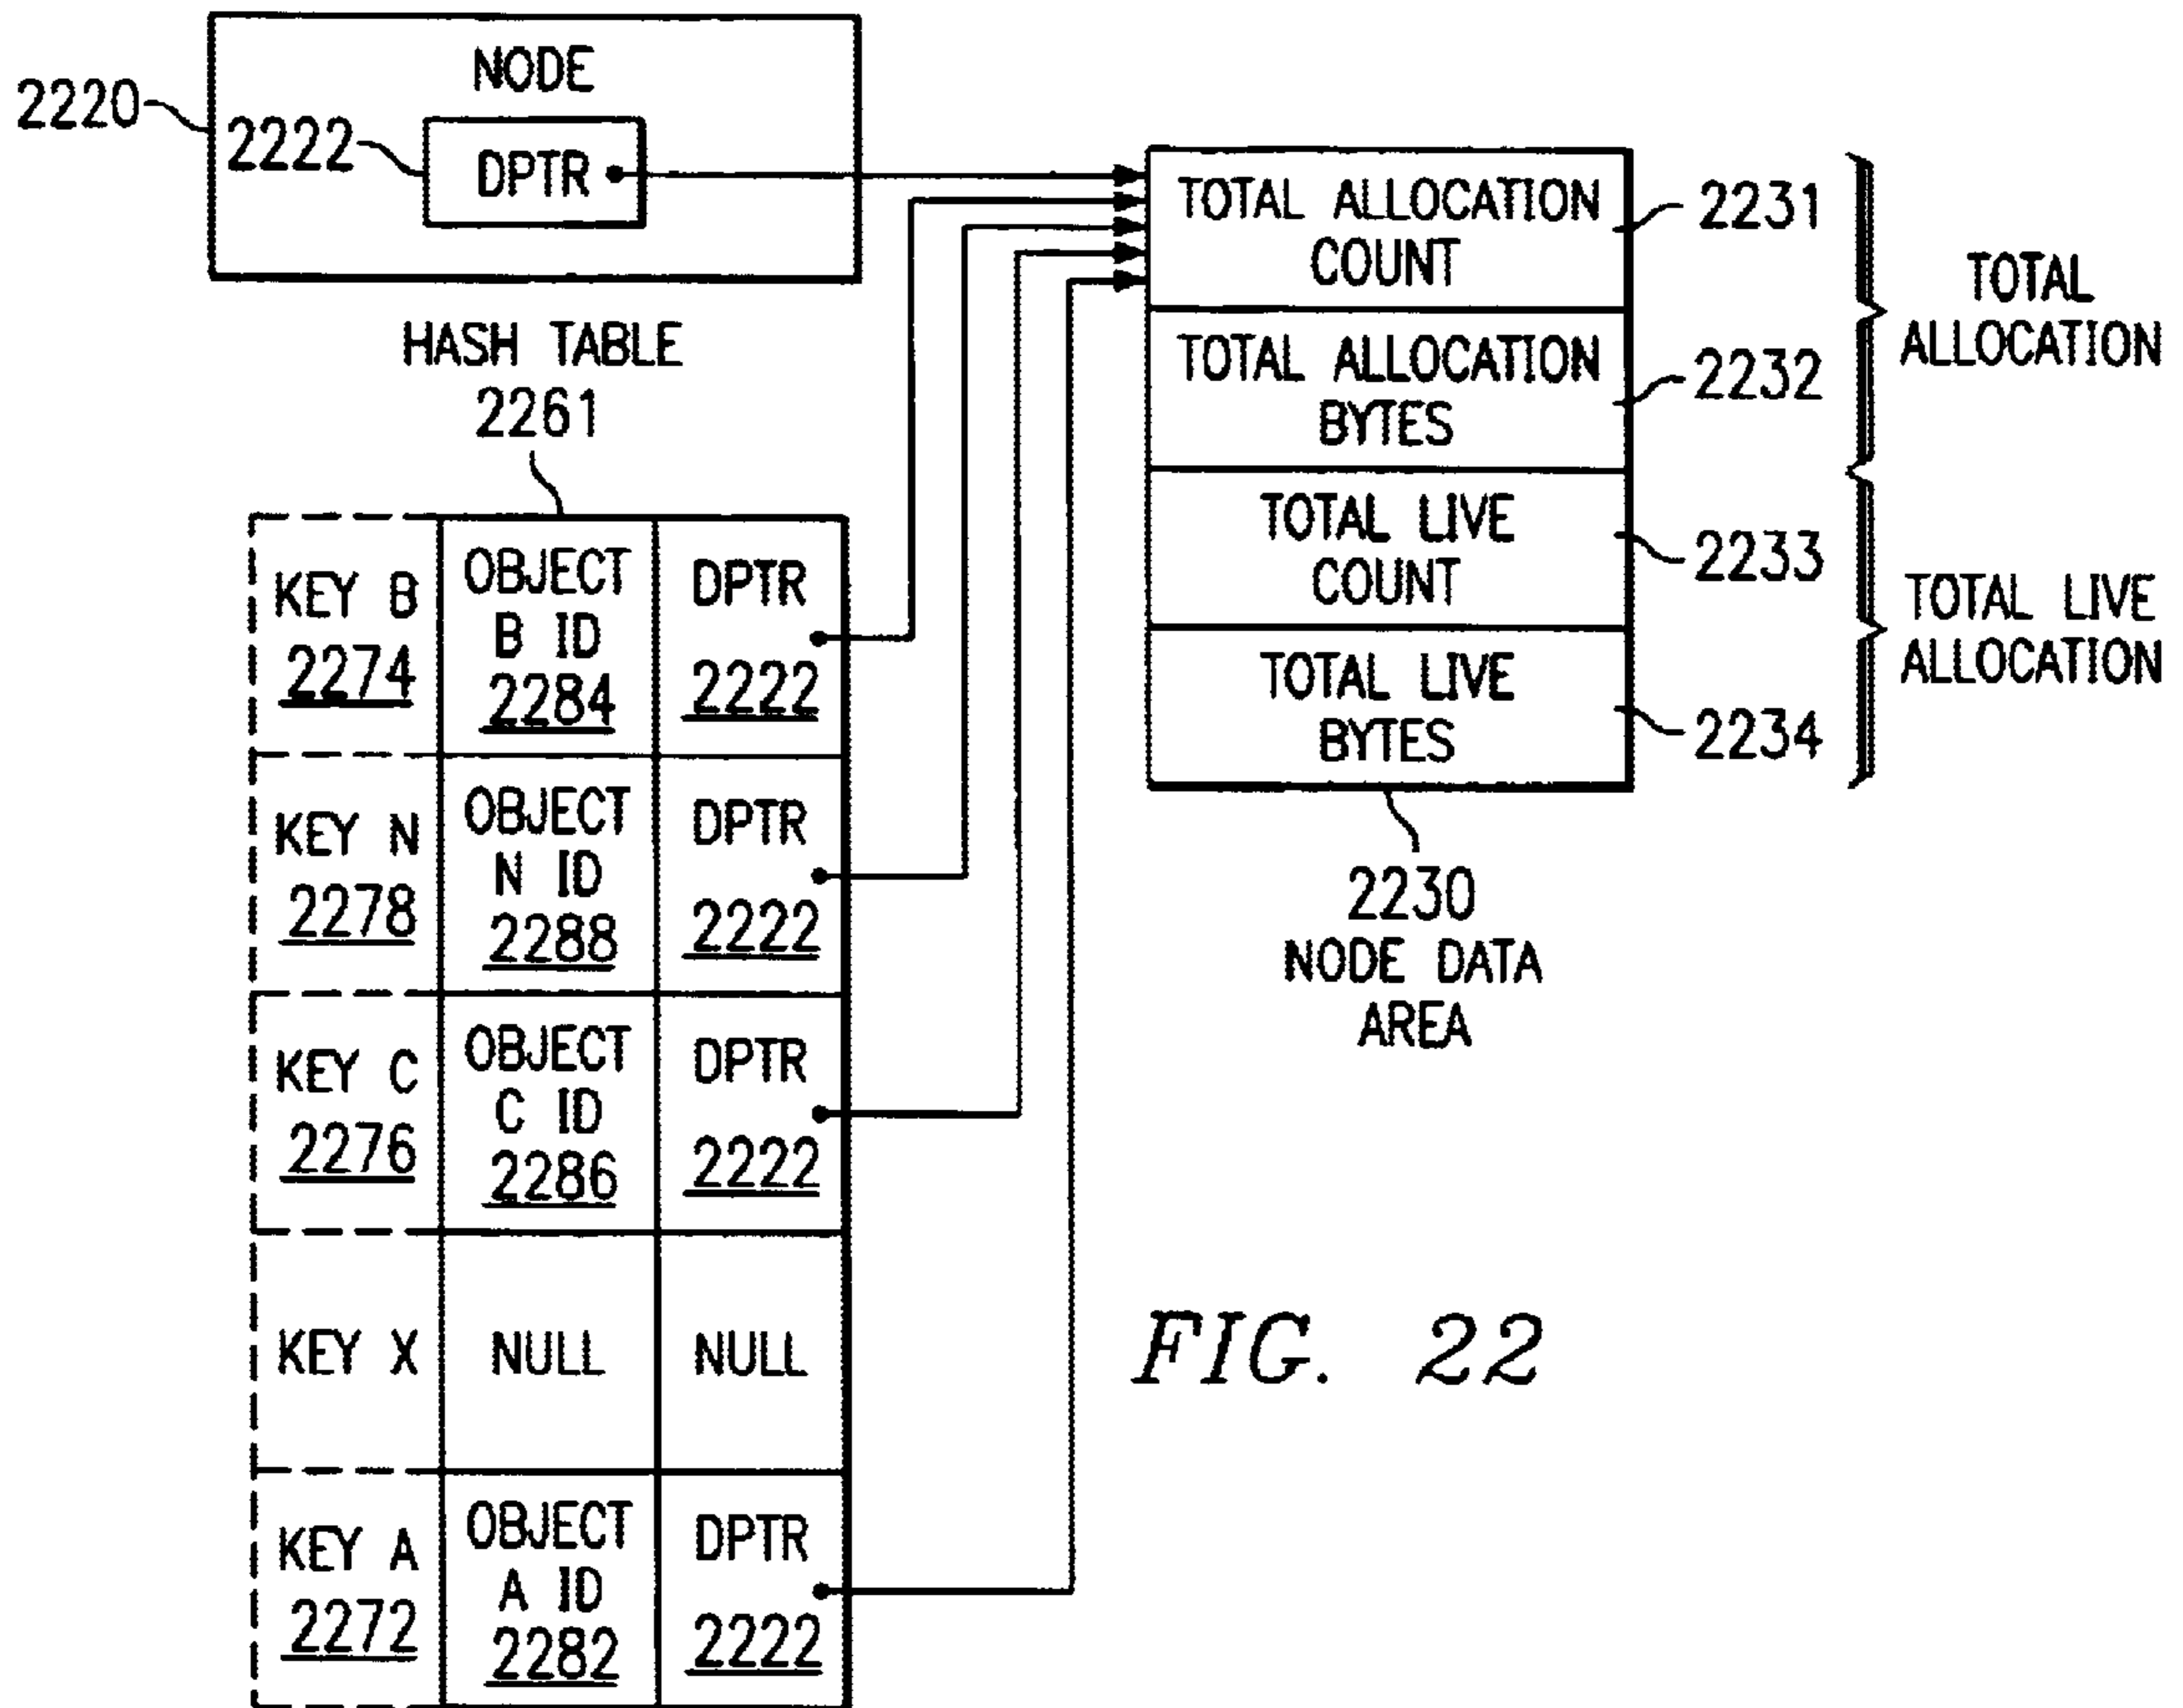 NODE
2220
2222
DPTR
HASH TABLE
2261
KEY B
2274
OBJECT
B ID
2284
DPTR
2222
KEY N
2278
OBJECT
N ID
2288
DPTR
2222
KEY C
2276
OBJECT
C ID
2286
DPTR
2222
KEY X
NULL
NULL
KEY A
2272
OBJECT
A ID
2282
DPTR
2222
TOTAL ALLOCATION
COUNT
2231
TOTAL ALLOCATION
BYTES
2232
TOTAL LIVE
COUNT
2233
TOTAL LIVE
BYTES
2234
TOTAL
ALLOCATION
TOTAL LIVE
ALLOCATION
2230
NODE DATA
AREA
FIG. 22